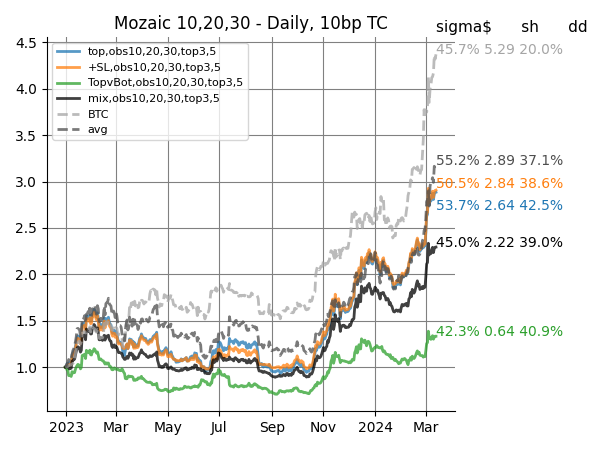 Mozaic 10,20,30 - Daily, 10bp TC
sigma$ sh dd
top,obs10,20,30,top3,5
+SL,obs10,20,30,top3,5
TopvBot,obs10,20,30,top3,5
mix,obs10,20,30,top3,5
BTC
avg
45.7% 5.29 20.0%
55.2% 2.89 37.1%
50.5% 2.84 38.6%
53.7% 2.64 42.5%
45.0% 2.22 39.0%
42.3% 0.64 40.9%
4.5
4.0
3.5
3.0
2.5
2.0
1.5
1.0
2023 Mar May Jul Sep Nov 2024 Mar